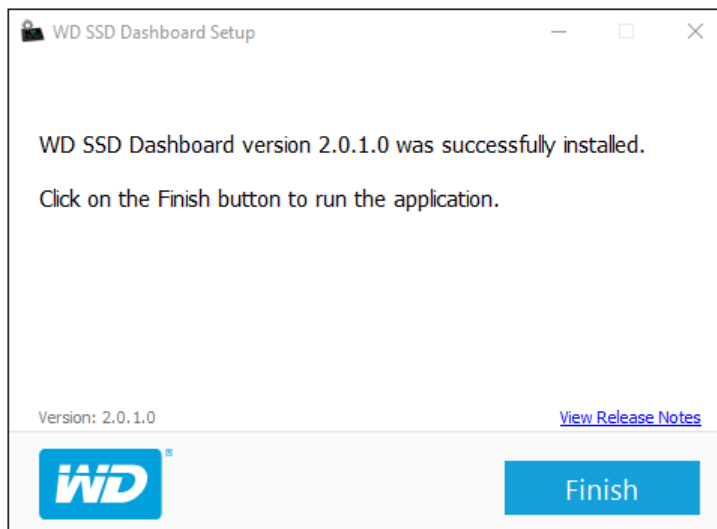 WD SSD Dashboard Setup
WD SSD Dashboard version 2.0.1.0 was successfully installed.
Click on the Finish button to run the application.
Version: 2.0.1.0
View Release Notes
WD®
Finish